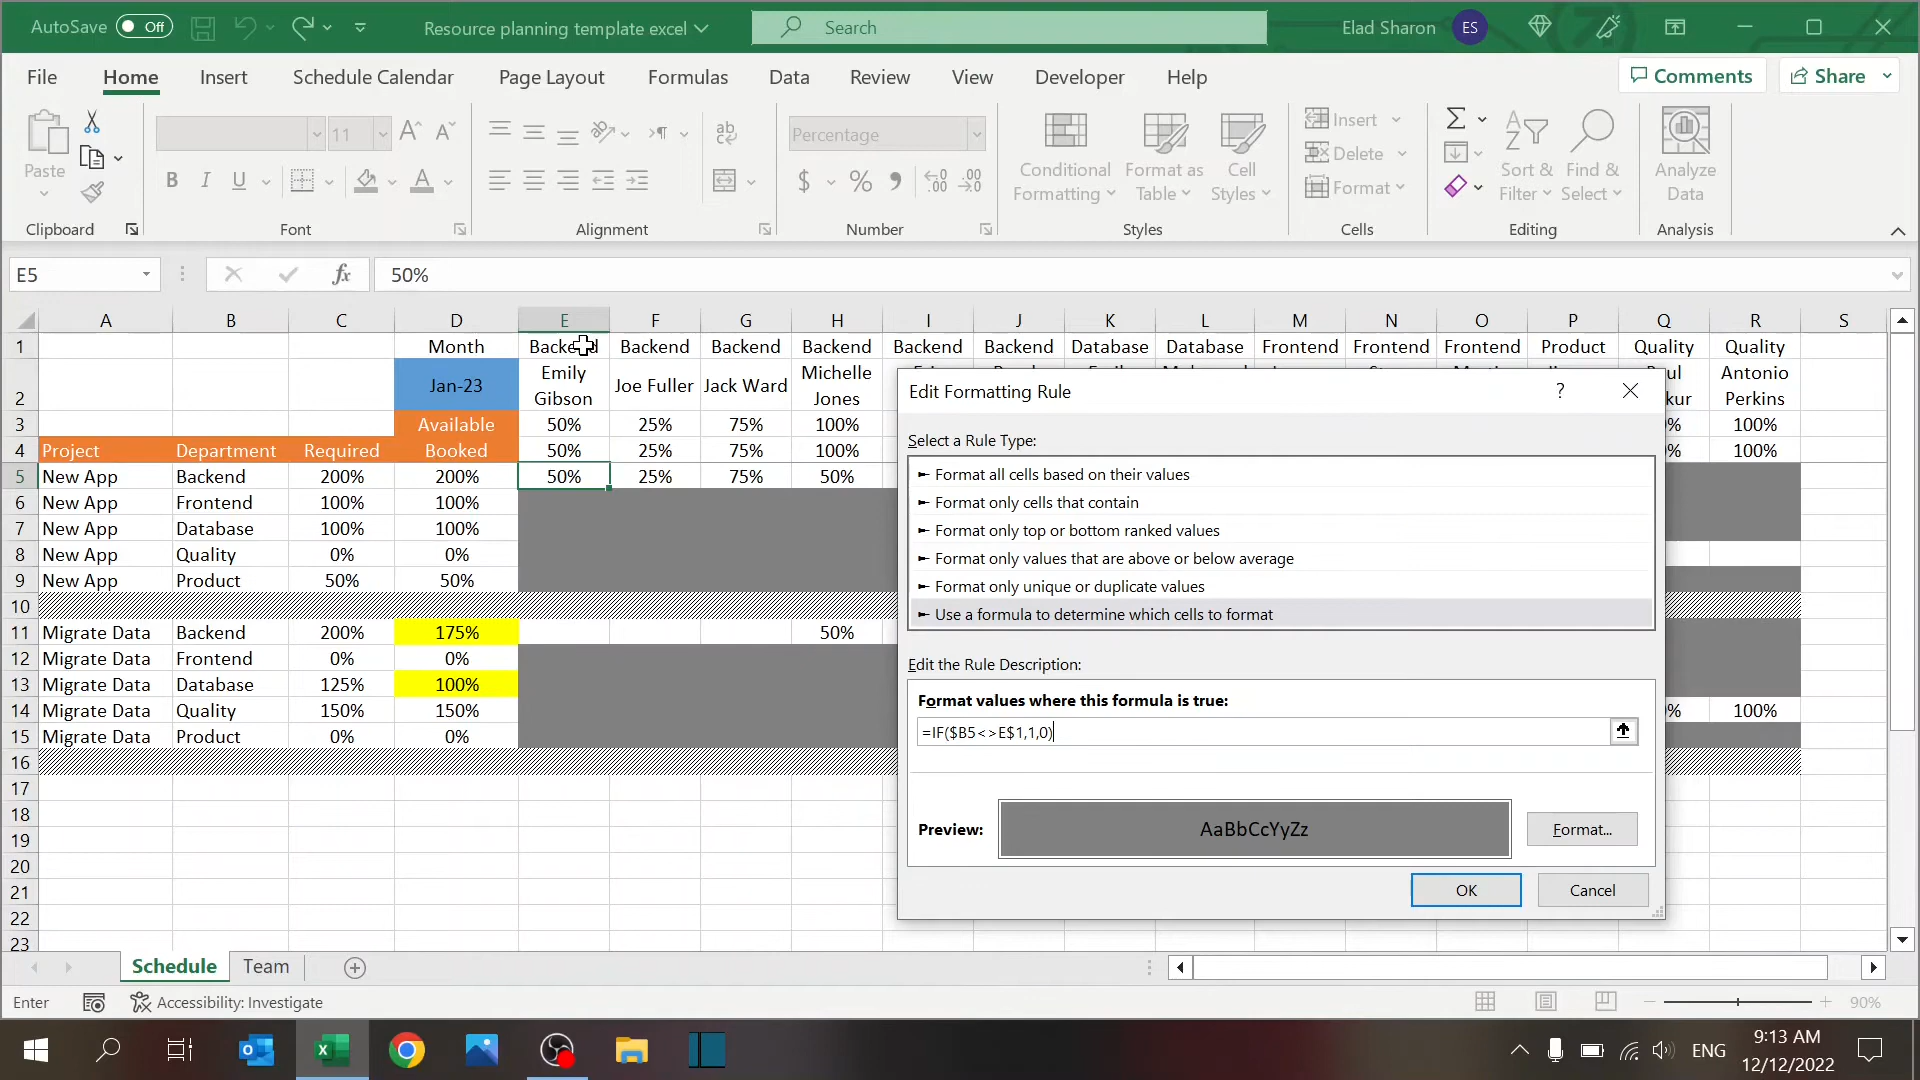 AutoSave Off Resource planning template excel Search Elad Sharon ES
File Home Insert Schedule Calendar Page Layout Formulas Data Review View Developer Help Comments Share
Paste 11 Percentage Conditional Formatting Format as Table Cell Styles Insert Delete Format Sort & Filter Find & Select Analyze Data
Clipboard Font Alignment Number Styles Cells Editing Analysis
E5 fx 50%
A B C D E F G H I J K L M N O P Q R S
1 Month Backend Backend Backend Backend Backend Backend Database Database Frontend Frontend Frontend Product Quality Quality
2 Jan-23 Emily Gibson Joe Fuller Jack Ward Michelle Jones Antonio Perkins
3 Available 50% 25% 75% 100% 100%
4 Project Department Required Booked 50% 25% 75% 100% 100%
5 New App Backend 200% 200% 50% 25% 75% 50%
6 New App Frontend 100% 100%
7 New App Database 100% 100%
8 New App Quality 0% 0%
9 New App Product 50% 50%
10
11 Migrate Data Backend 200% 175% 50%
12 Migrate Data Frontend 0% 0%
13 Migrate Data Database 125% 100%
14 Migrate Data Quality 150% 150% 100%
15 Migrate Data Product 0% 0%
16
17
18
19
20
21
22
23
Edit Formatting Rule ?
Select a Rule Type:
► Format all cells based on their values
► Format only cells that contain
► Format only top or bottom ranked values
► Format only values that are above or below average
► Format only unique or duplicate values
► Use a formula to determine which cells to format
Edit the Rule Description:
Format values where this formula is true:
=IF($B5<>E$1,1,0)
Preview: AaBbCcYyZz Format...
OK Cancel
Schedule Team
Enter Accessibility: Investigate 90%
ENG 9:13 AM
12/12/2022